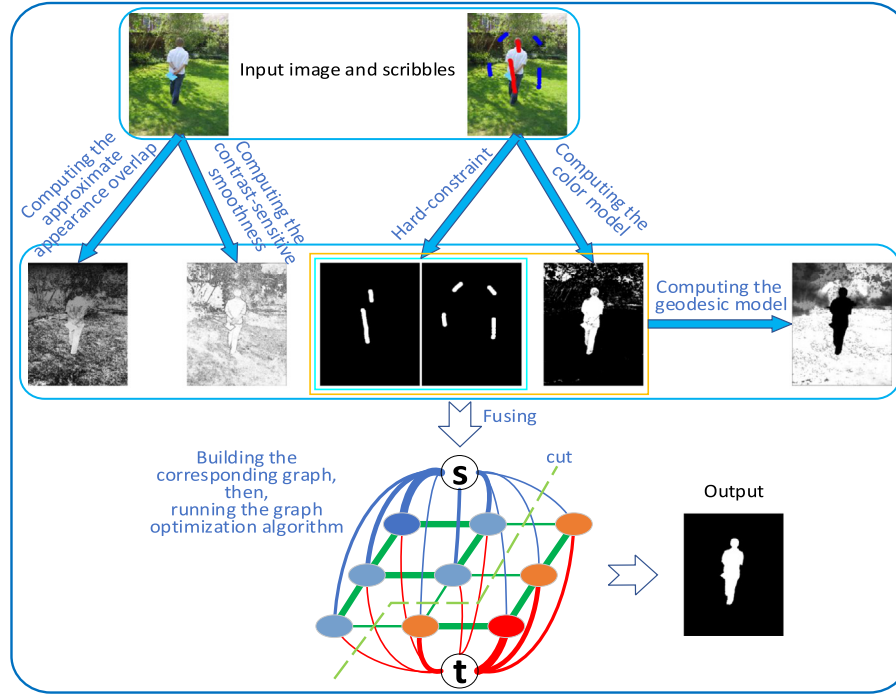 Input image and scribbles
Computing the
approximate
appearance overlap
Computing the
contrast-sensitive
smoothness
Hard-constraint
Computing the
color model
Computing the
geodesic model
Fusing
Building the
corresponding graph,
then,
running the graph
optimization algorithm
s
cut
t
Output